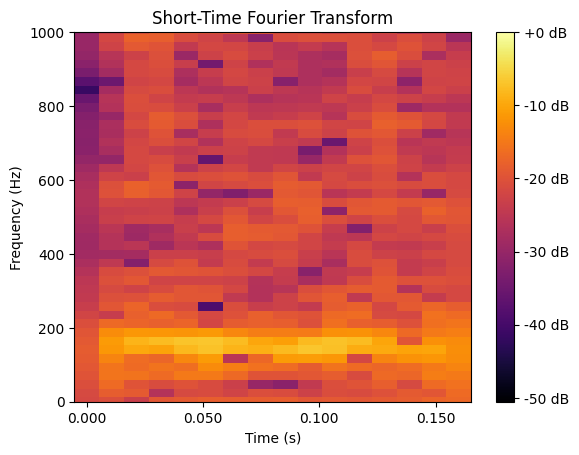 Short-Time Fourier Transform
1000
800
600
400
200
0
Frequency (Hz)
0.000
0.050
0.100
0.150
Time (s)
+0 dB
-10 dB
-20 dB
-30 dB
-40 dB
-50 dB